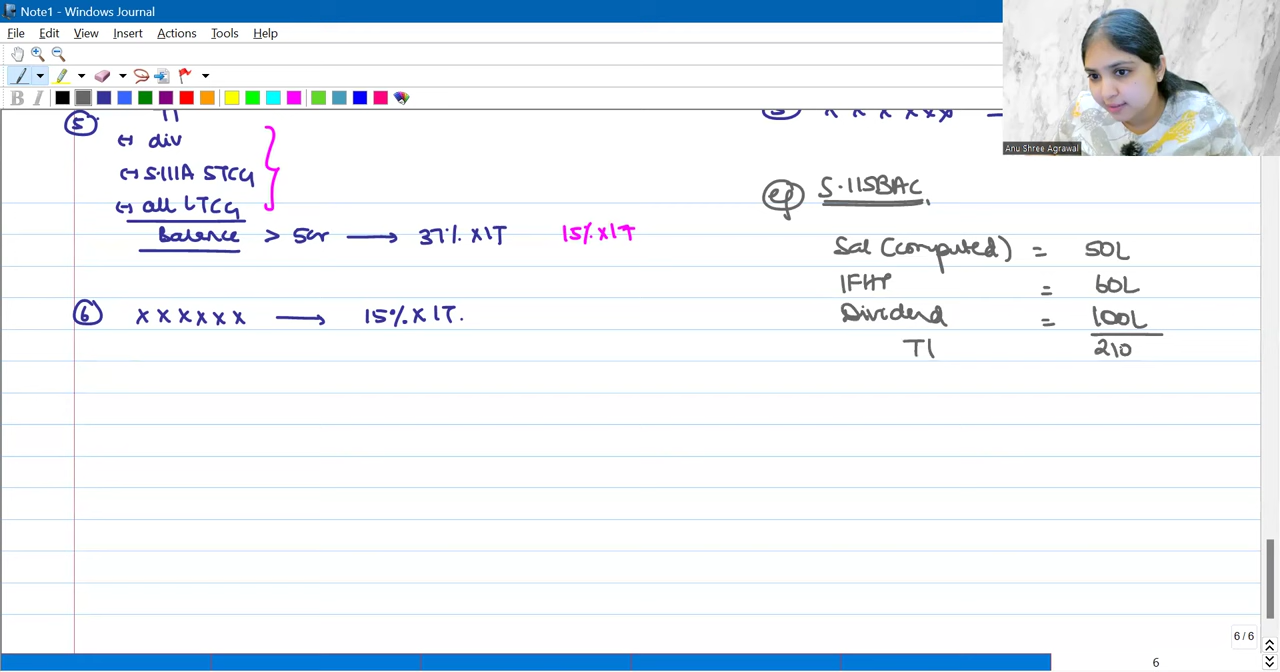 Note1 - Windows Journal
File Edit View Insert Actions Tools Help
B I
Anu Shree Agrawal
5 TI
↔ div
↔ S.111A STCG
↔ all LTCG
Balance > 5cr → 37% x IT 15% x IT
6 x x x x x x → 15% x IT.
x x x x x x
eg S.115BAC
Sal (computed) = 50L
IFHP = 60L
Dividend = 100L
TI 210
6 / 6
6